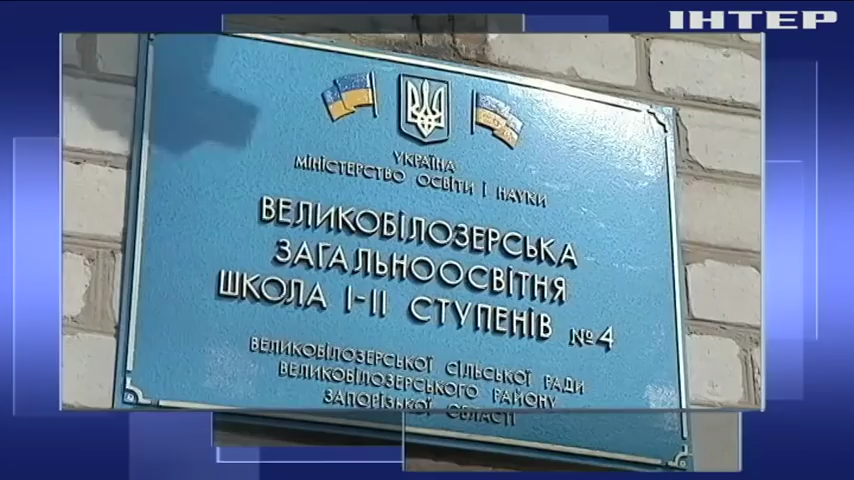 ІНТЕР
УКРАЇНА
МІНІСТЕРСТВО ОСВІТИ І НАУКИ
ВЕЛИКОБІЛОЗЕРСЬКА
ЗАГАЛЬНООСВІТНЯ
ШКОЛА І-ІІ СТУПЕНІВ №4
ВЕЛИКОБІЛОЗЕРСЬКОЇ СІЛЬСЬКОЇ РАДИ
ВЕЛИКОБІЛОЗЕРСЬКОГО РАЙОНУ
ЗАПОРІЗЬКОЇ ОБЛАСТІ